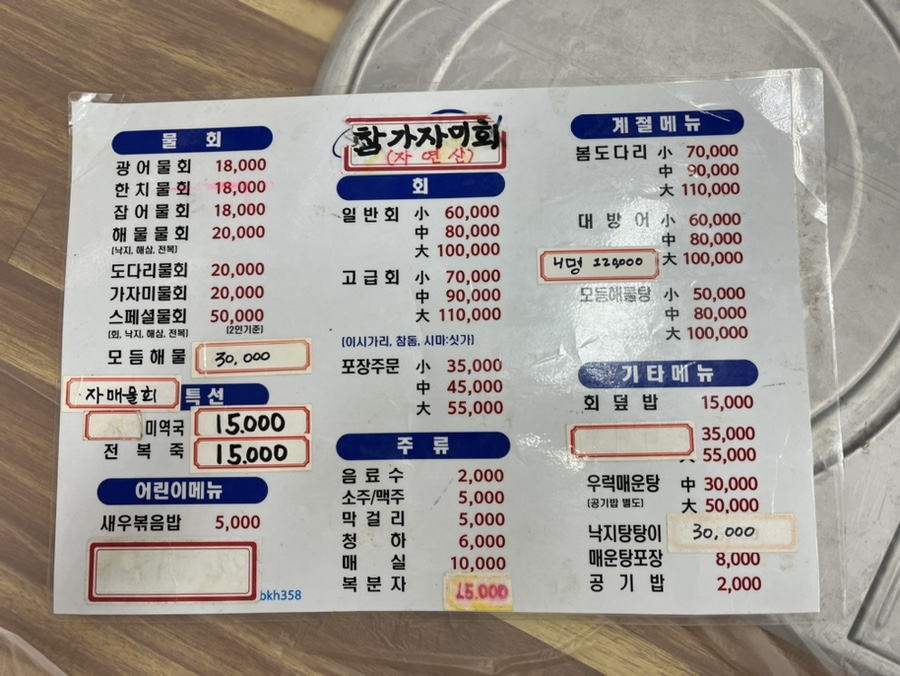 물 회
광어물회 18,000
한치물회 18,000
잡어물회 18,000
해물물회 20,000
(낙지, 해삼, 전복)
도다리물회 20,000
가자미물회 20,000
스페셜물회 50,000
(회, 낙지, 해삼, 전복) (2인기준)
모듬해물 30,000
자매물회 특선
미역국 15.000
전복죽 15.000
어린이메뉴
새우볶음밥 5,000
bkh358
참가자미회
(자연산)
회
일반회 小 60,000
中 80,000
大 100,000
고급회 小 70,000
中 90,000
大 110,000
(이시가리, 참돔, 시마:싯가)
포장주문 小 35,000
中 45,000
大 55,000
주 류
음료수 2,000
소주/맥주 5,000
막걸리 5,000
청하 6,000
매실 10,000
복분자 15.000
계절메뉴
봄도다리 小 70,000
中 90,000
大 110,000
대방어 小 60,000
中 80,000
大 100,000
120000
모듬해물탕 小 50,000
中 80,000
大 100,000
기타메뉴
회덮밥 15,000
35,000
大 55,000
우럭매운탕 中 30,000
(공기밥 별도) 大 50,000
낙지탕탕이 30,000
매운탕포장 8,000
공기밥 2,000